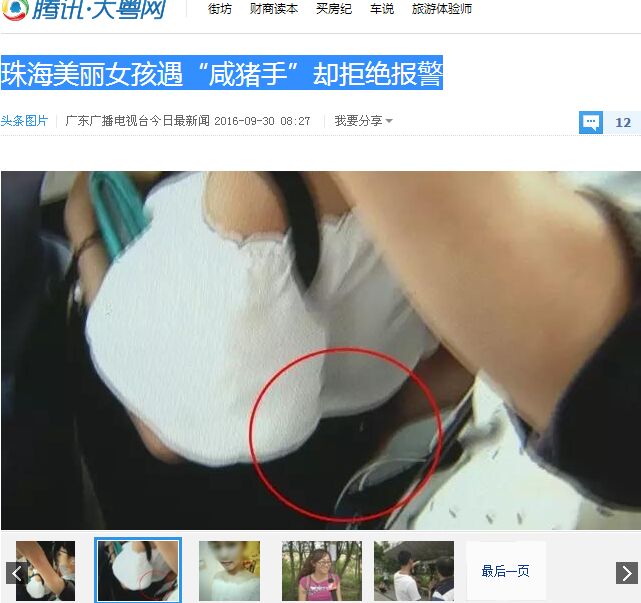 腾讯·大粤网 街坊 财商读本 买房纪 车说 旅游体验师
珠海美丽女孩遇“咸猪手”却拒绝报警
头条图片 广东广播电视台今日最新闻 2016-09-30 08:27 我要分享 12
最后一页